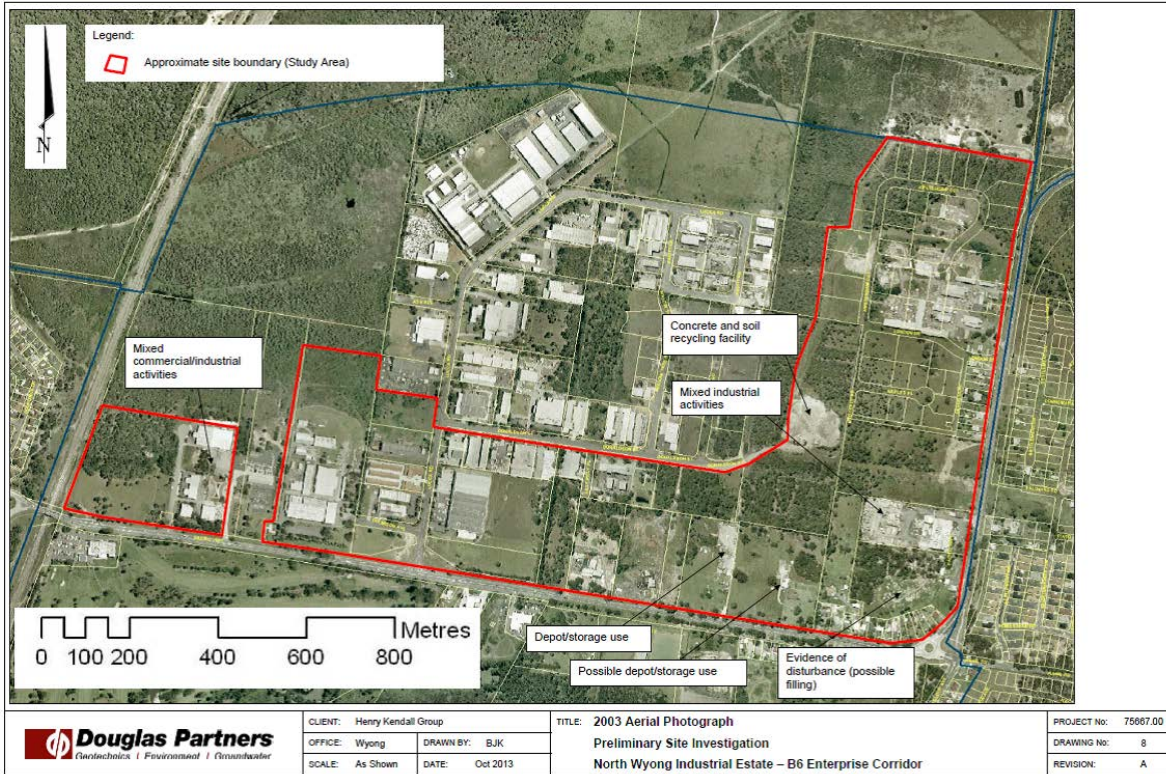 Legend:
Approximate site boundary (Study Area)
N
Mixed
commercial/industrial
activities
Concrete and soil
recycling facility
Mixed industrial
activities
Depot/storage use
Possible depot/storage use
Evidence of
disturbance (possible
filling)
Metres
0 100 200 400 600 800
Douglas Partners
Geotechnics | Environment | Groundwater
CLIENT: Henry Kendall Group
OFFICE: Wyong
DRAWN BY: BJK
SCALE: As Shown
DATE: Oct 2013
TITLE: 2003 Aerial Photograph
Preliminary Site Investigation
North Wyong Industrial Estate – B6 Enterprise Corridor
PROJECT No: 75667.00
DRAWING No: 8
REVISION: A